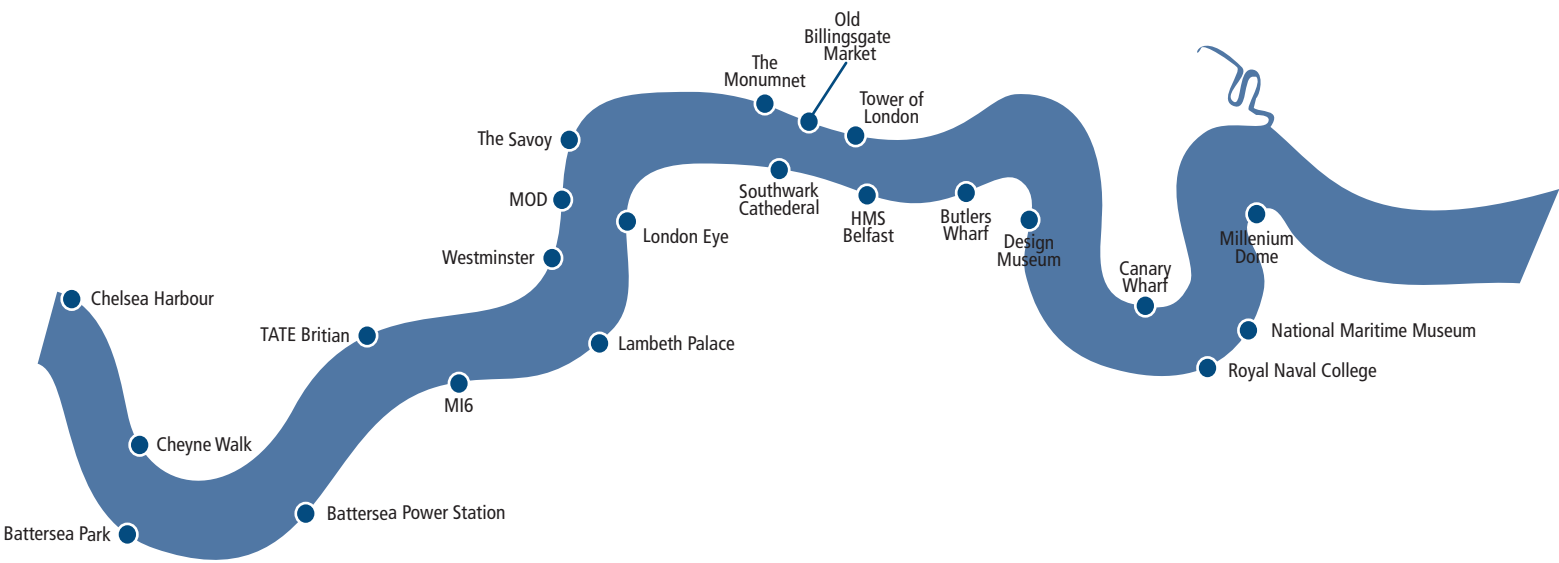 Old
Billingsgate
Market
The
Monumnet
Tower of
London
The Savoy
MOD
Southwark
Cathederal
HMS
Belfast
Butlers
Wharf
London Eye
Design
Museum
Millenium
Dome
Westminster
Canary
Wharf
Chelsea Harbour
TATE Britian
Lambeth Palace
National Maritime Museum
Royal Naval College
MI6
Cheyne Walk
Battersea Power Station
Battersea Park